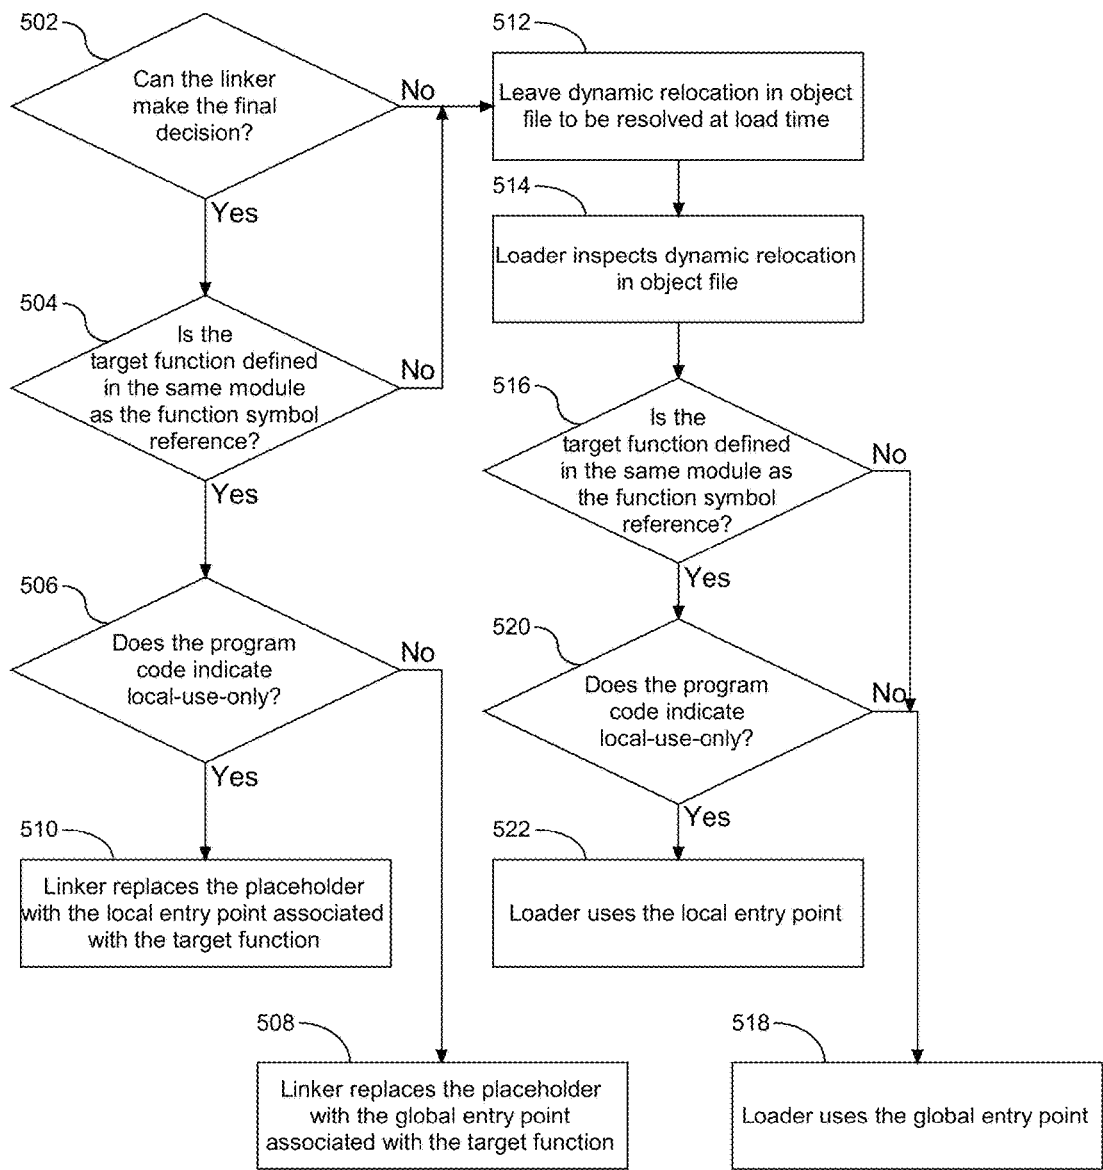 502
Can the linker
make the final
decision?
No
Yes
504
Is the
target function defined
in the same module
as the function symbol
reference?
No
Yes
506
Does the program
code indicate
local-use-only?
No
Yes
510
Linker replaces the placeholder
with the local entry point associated
with the target function
508
Linker replaces the placeholder
with the global entry point
associated with the target function
512
Leave dynamic relocation in object
file to be resolved at load time
514
Loader inspects dynamic relocation
in object file
516
Is the
target function defined
in the same module as
the function symbol
reference?
No
Yes
520
Does the program
code indicate
local-use-only?
No
Yes
522
Loader uses the local entry point
518
Loader uses the global entry point